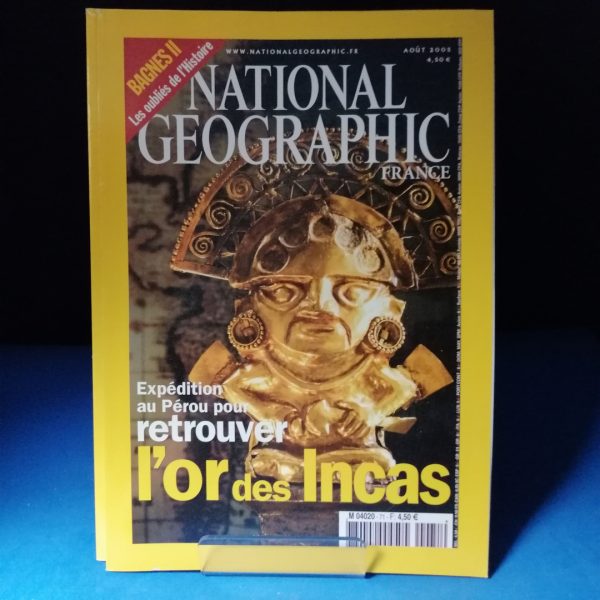 BAGNES II
Les oubliés de l'Histoire
WWW.NATIONALGEOGRAPHIC.FR
AOÛT 2005
4,50 €
NATIONAL
GEOGRAPHIC
FRANCE
Expédition
au Pérou pour
retrouver
l'or des Incas
M 04020 - 71 - F: 4,50 €